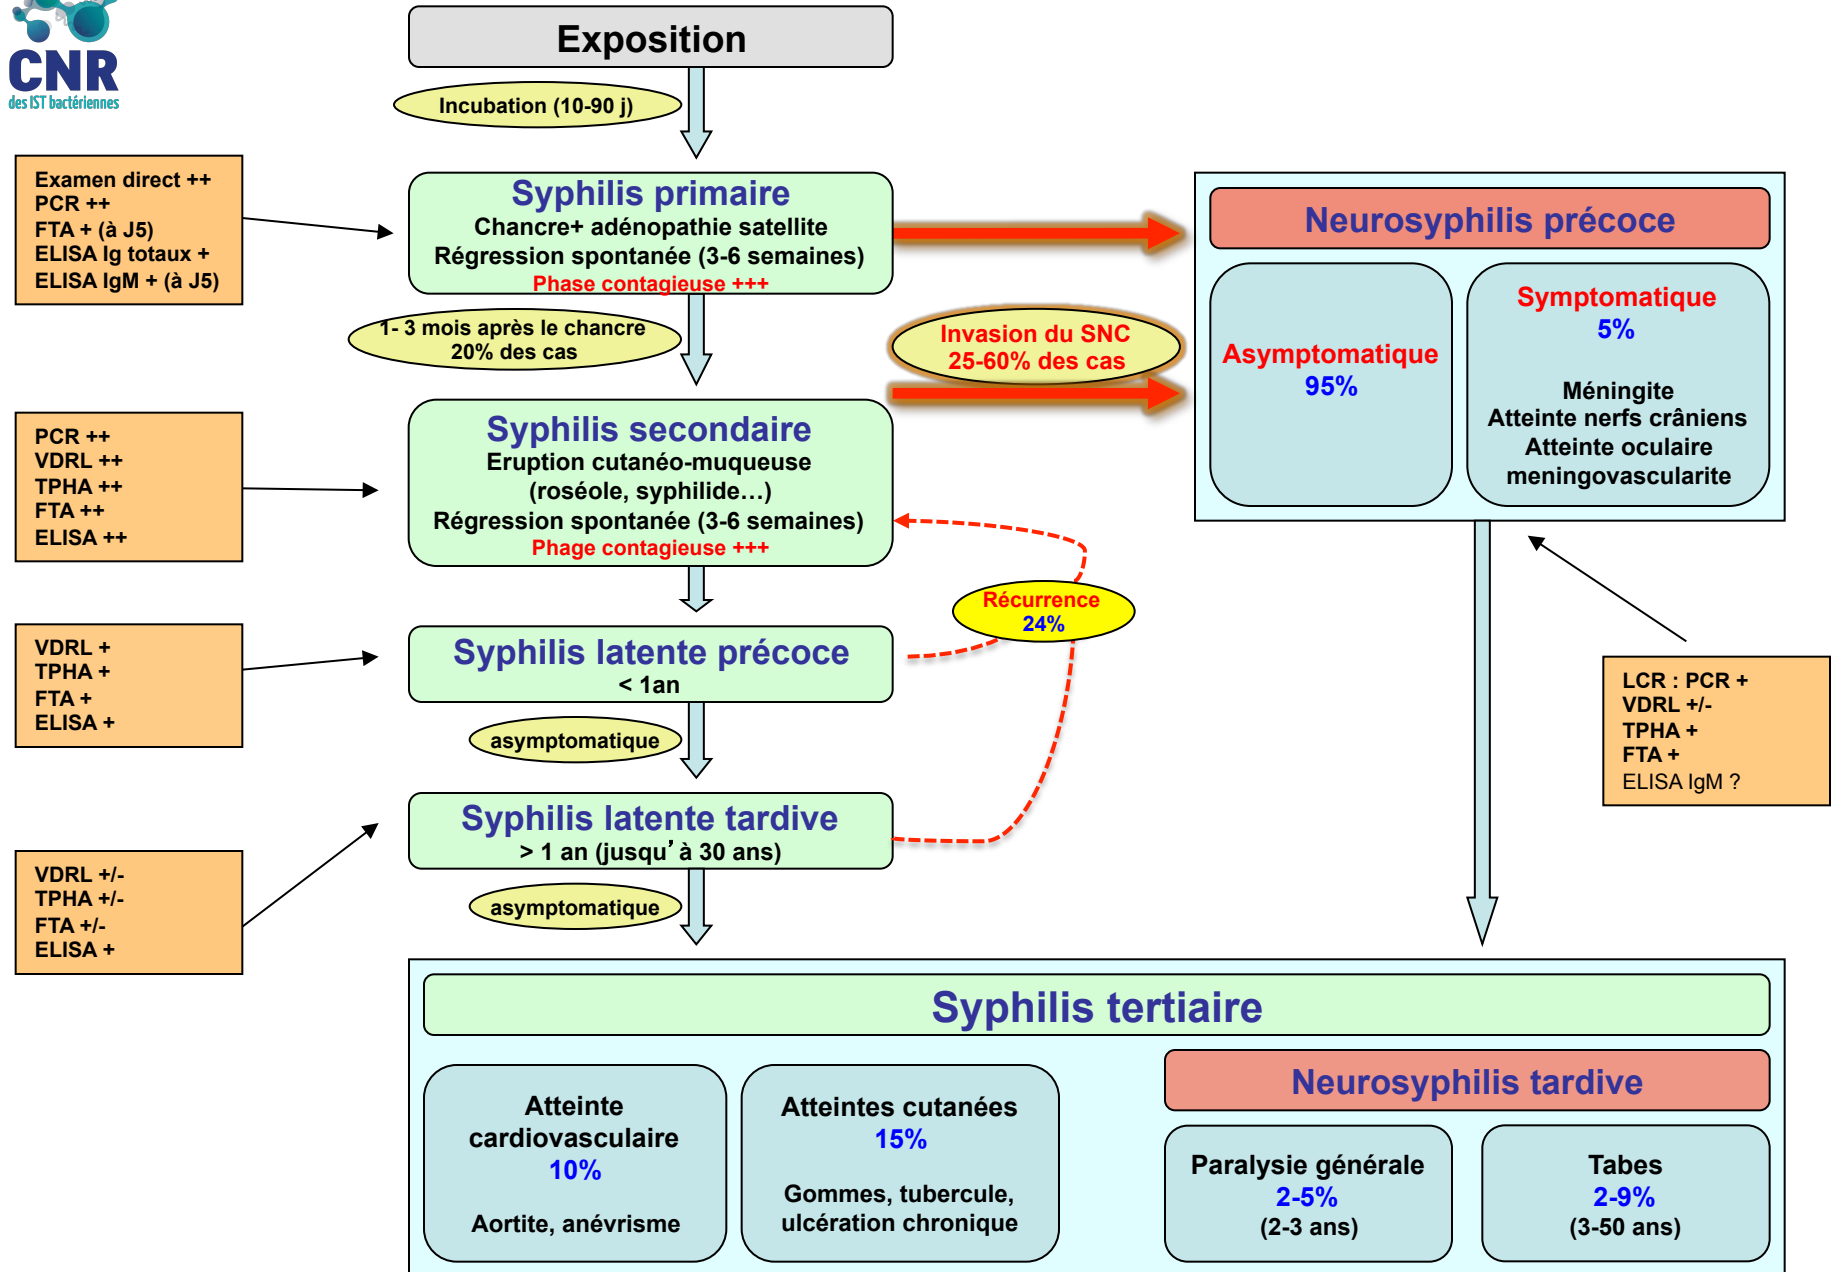 CNR
des IST bactériennes
Exposition
Incubation (10-90 j)
Examen direct ++
PCR ++
FTA + (à J5)
ELISA Ig totaux +
ELISA IgM + (à J5)
Syphilis primaire
Chancre+ adénopathie satellite
Régression spontanée (3-6 semaines)
Phase contagieuse +++
1- 3 mois après le chancre
20% des cas
Invasion du SNC
25-60% des cas
Neurosyphilis précoce
Asymptomatique
95%
Symptomatique
5%
Méningite
Atteinte nerfs crâniens
Atteinte oculaire
meningovascularite
PCR ++
VDRL ++
TPHA ++
FTA ++
ELISA ++
Syphilis secondaire
Eruption cutanéo-muqueuse
(roséole, syphilide…)
Régression spontanée (3-6 semaines)
Phage contagieuse +++
Récurrence
24%
VDRL +
TPHA +
FTA +
ELISA +
Syphilis latente précoce
< 1an
asymptomatique
LCR : PCR +
VDRL +/-
TPHA +
FTA +
ELISA IgM ?
VDRL +/-
TPHA +/-
FTA +/-
ELISA +
Syphilis latente tardive
> 1 an (jusqu’à 30 ans)
asymptomatique
Syphilis tertiaire
Atteinte
cardiovasculaire
10%
Aortite, anévrisme
Atteintes cutanées
15%
Gommes, tubercule,
ulcération chronique
Neurosyphilis tardive
Paralysie générale
2-5%
(2-3 ans)
Tabes
2-9%
(3-50 ans)